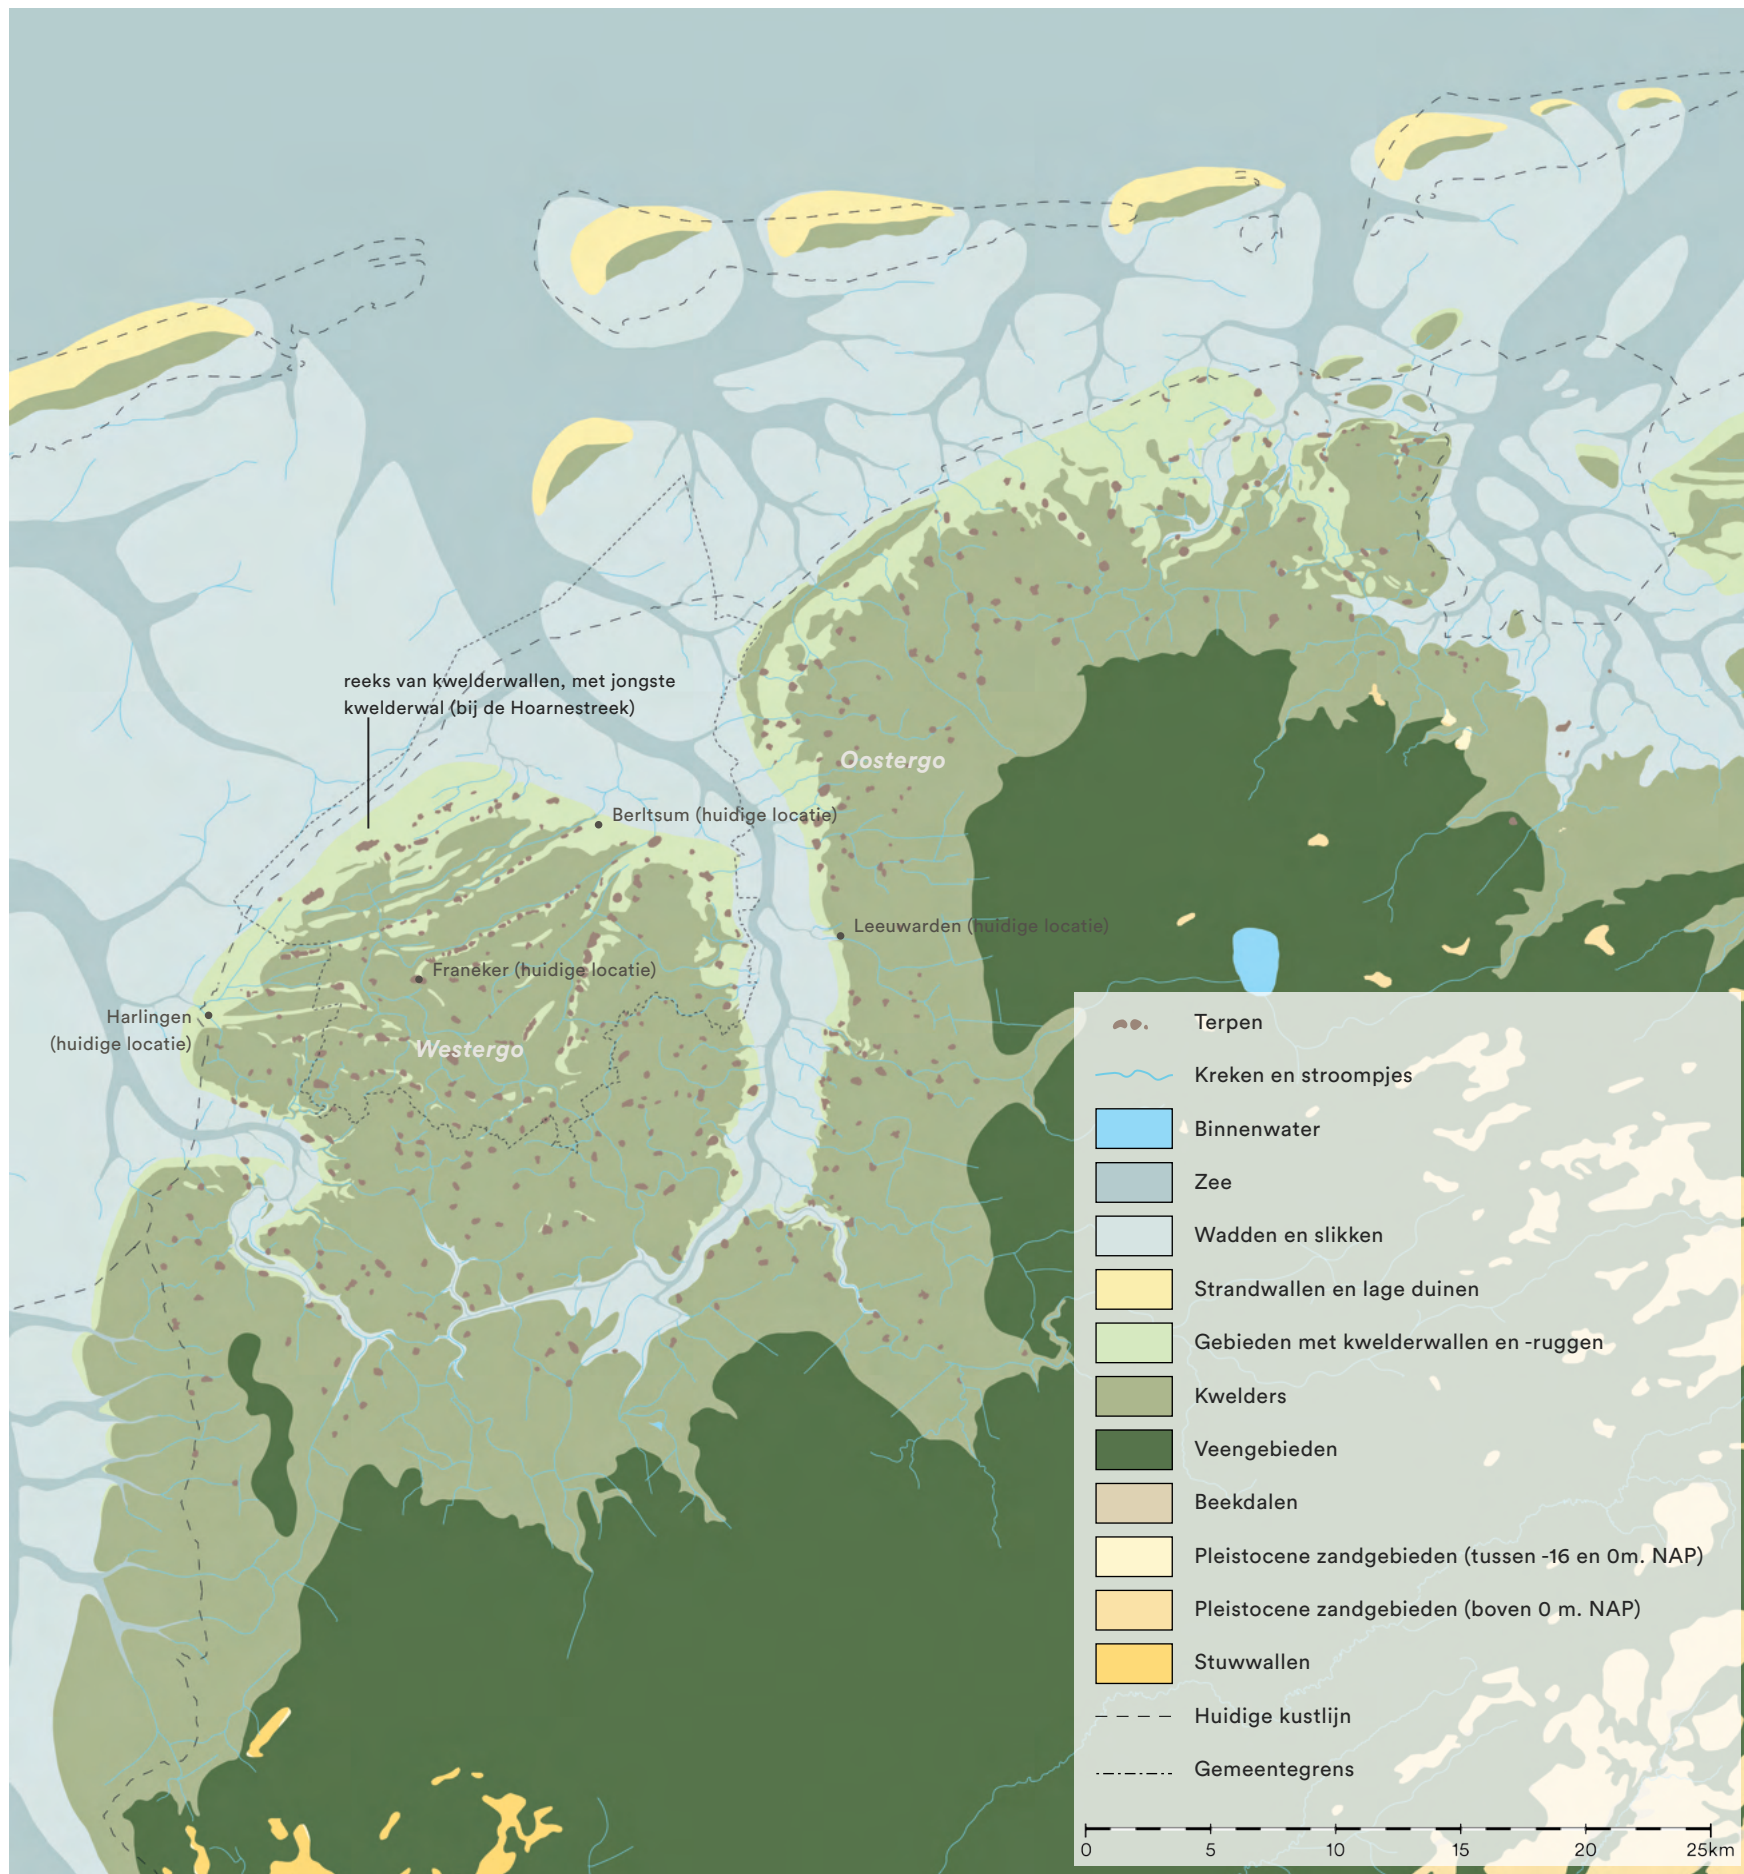 reeks van kwelderwallen, met jongste
kwelderwal (bij de Hoarnestreek)
Oostergo
Berltsum (huidige locatie)
Leeuwarden (huidige locatie)
Franeker (huidige locatie)
Harlingen
(huidige locatie)
Westergo
Terpen
Kreken en stroompjes
Binnenwater
Zee
Wadden en slikken
Strandwallen en lage duinen
Gebieden met kwelderwallen en -ruggen
Kwelders
Veengebieden
Beekdalen
Pleistocene zandgebieden (tussen -16 en 0m. NAP)
Pleistocene zandgebieden (boven 0 m. NAP)
Stuwwallen
Huidige kustlijn
Gemeentegrens
0 5 10 15 20 25km